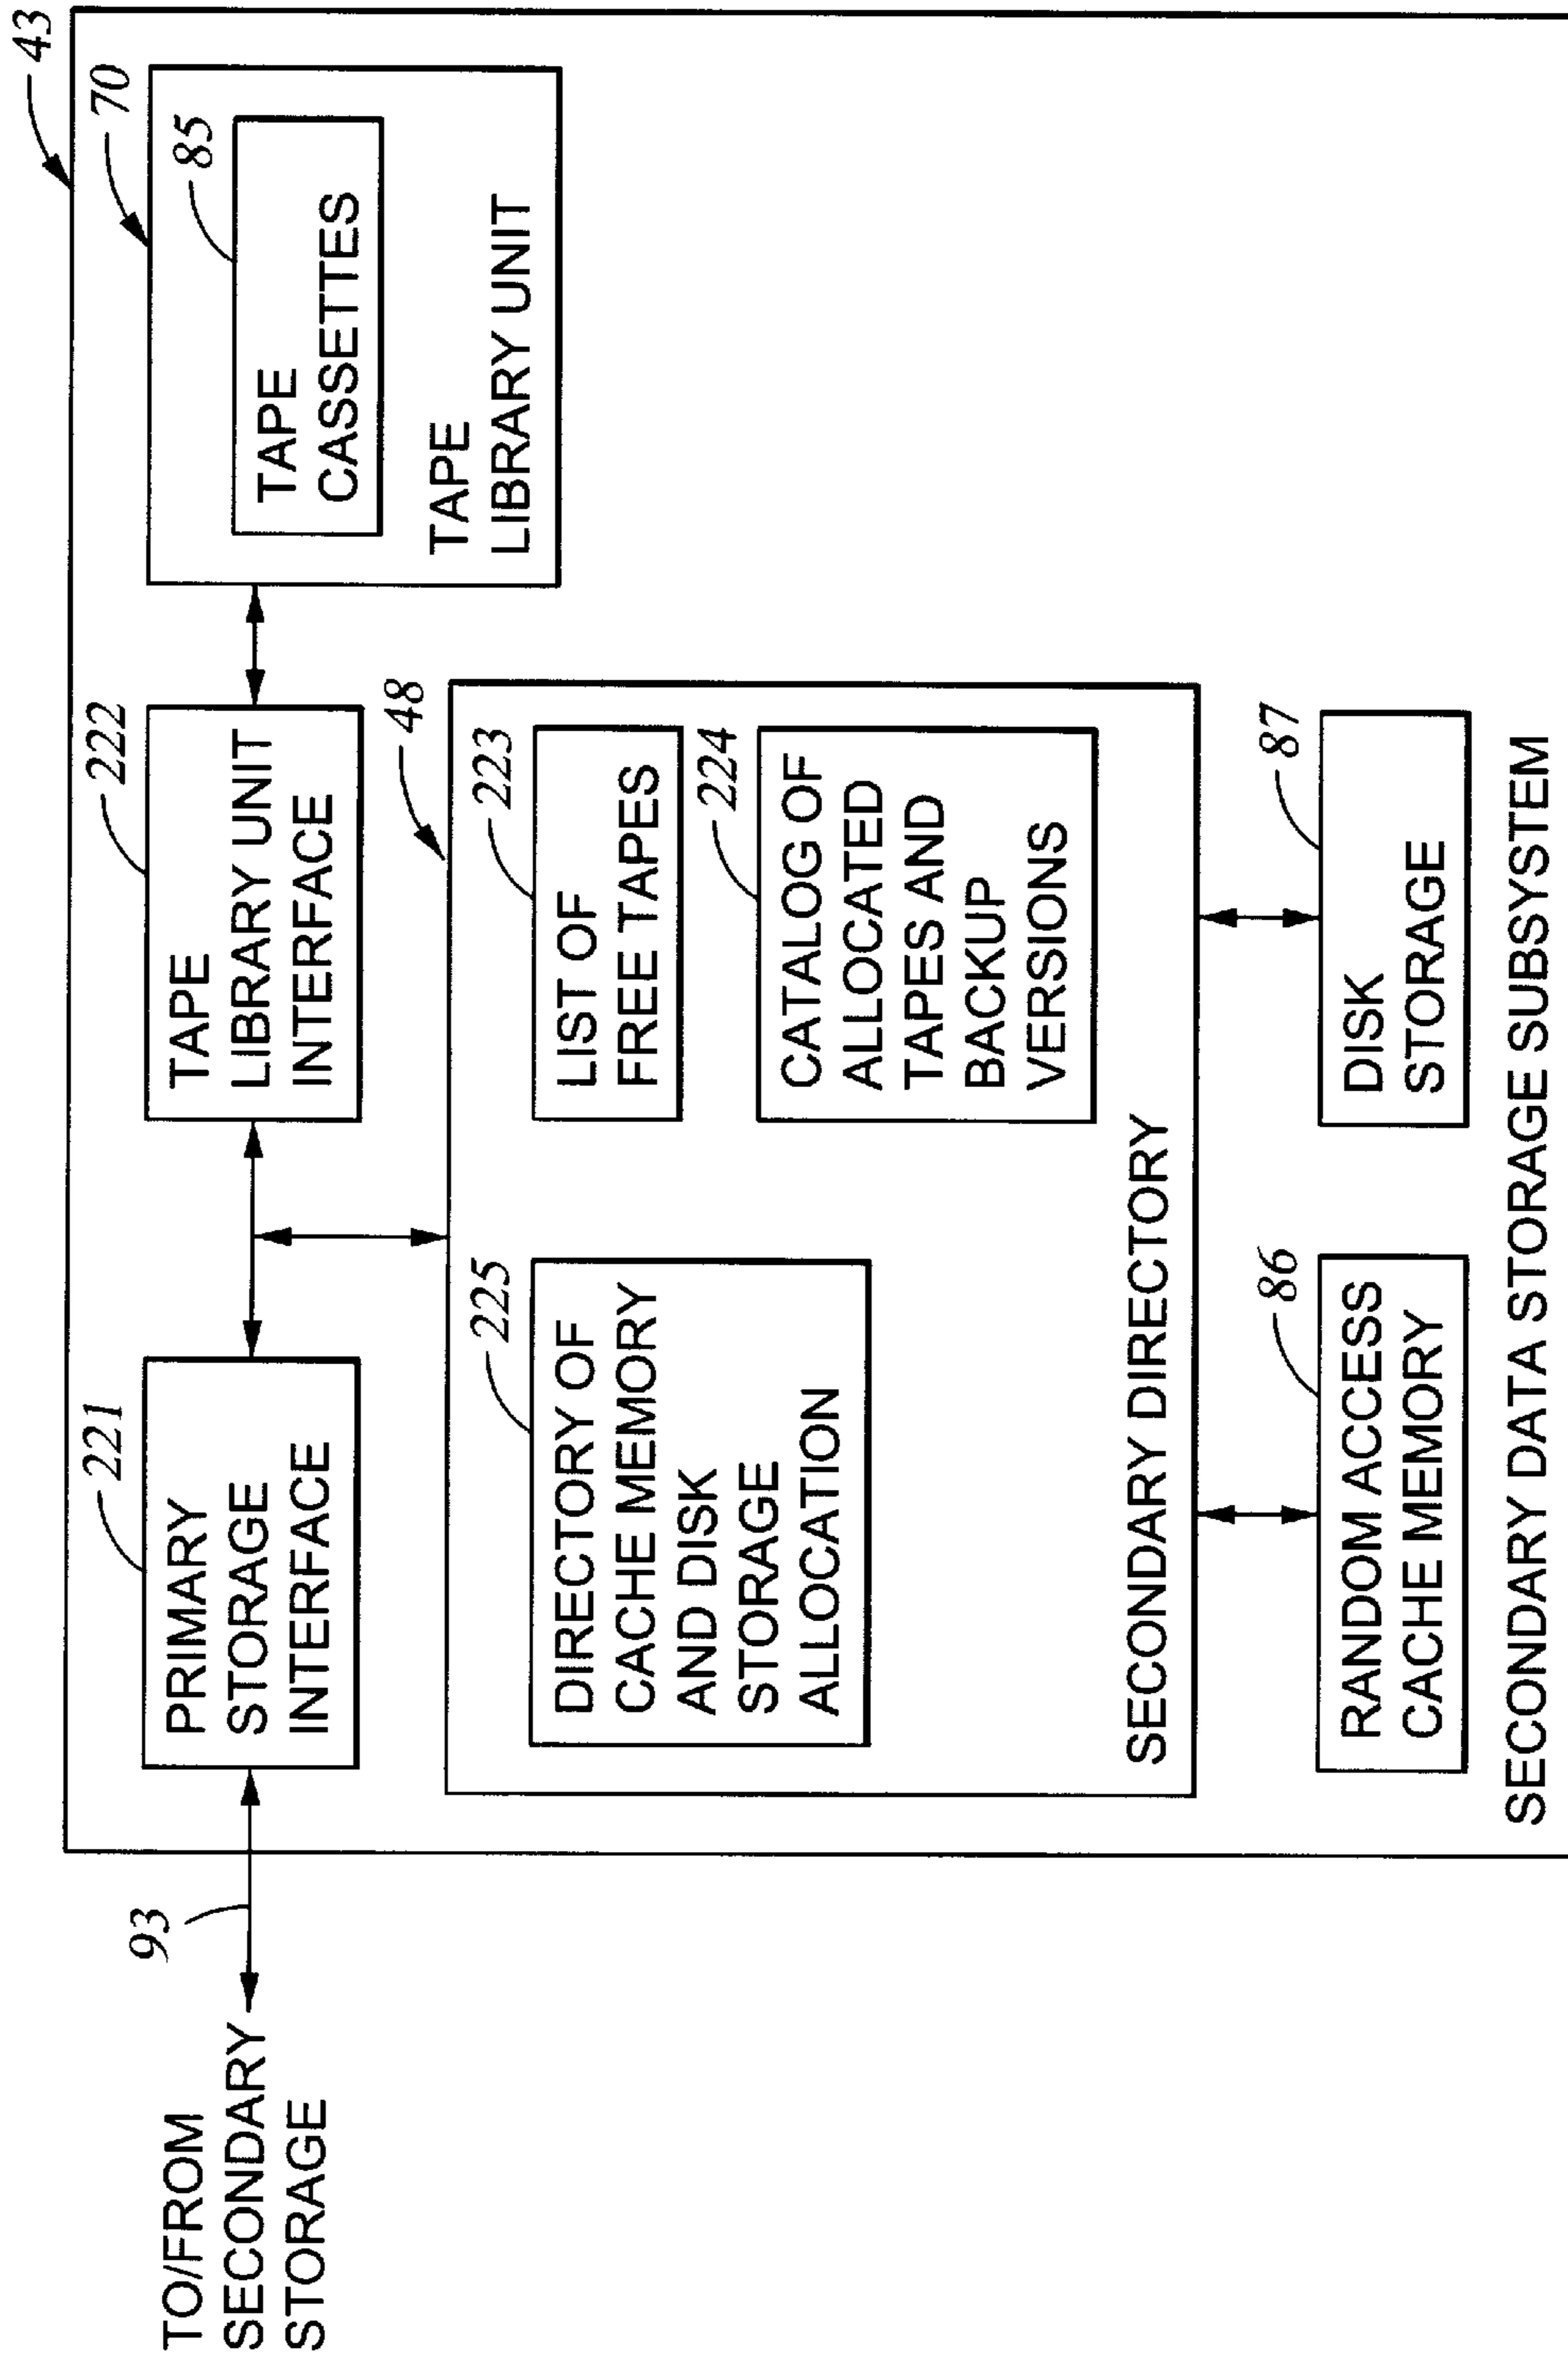 43
70
85
TAPE
CASSETTES
TAPE
LIBRARY UNIT
222
TAPE
LIBRARY UNIT
INTERFACE
221
PRIMARY
STORAGE
INTERFACE
93
TO/FROM
SECONDARY
STORAGE
48
225
DIRECTORY OF
CACHE MEMORY
AND DISK
STORAGE
ALLOCATION
223
LIST OF
FREE TAPES
224
CATALOG OF
ALLOCATED
TAPES AND
BACKUP
VERSIONS
SECONDARY DIRECTORY
86
RANDOM ACCESS
CACHE MEMORY
87
DISK
STORAGE
SECONDARY DATA STORAGE SUBSYSTEM